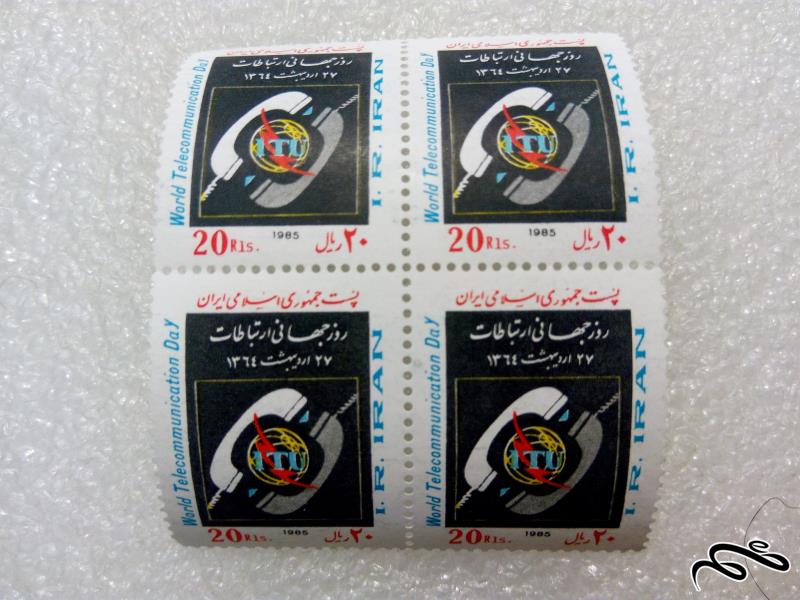 پست جمهوری اسلامی ایران
روز جهانی ارتباطات
۲۷ اردیبهشت ۱۳٦٤
World Telecommunication Day
ITU
I. R. IRAN
20 Rls. 1985 ۲۰ ریال
پست جمهوری اسلامی ایران
روز جهانی ارتباطات
۲۷ اردیبهشت ۱۳٦٤
World Telecommunication Day
ITU
I. R. IRAN
20 Rls. 1985 ۲۰ ریال
پست جمهوری اسلامی ایران
روز جهانی ارتباطات
۲۷ اردیبهشت ۱۳٦٤
World Telecommunication Day
ITU
I. R. IRAN
20 Rls. 1985 ۲۰ ریال
پست جمهوری اسلامی ایران
روز جهانی ارتباطات
۲۷ اردیبهشت ۱۳٦٤
World Telecommunication Day
ITU
I. R. IRAN
20 Rls. 1985 ۲۰ ریال